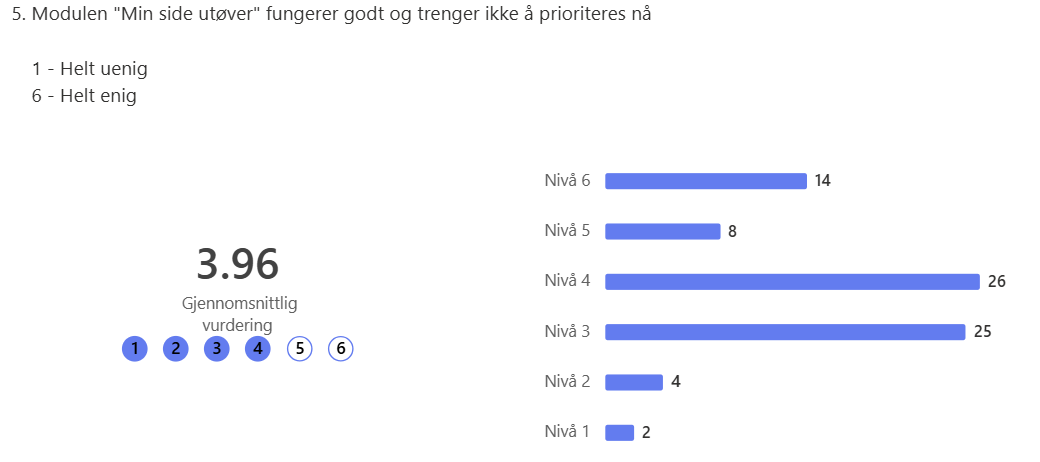 5. Modulen "Min side utøver" fungerer godt og trenger ikke å prioriteres nå
1 - Helt uenig
6 - Helt enig
3.96
Gjennomsnittlig
vurdering
1 2 3 4 5 6
Nivå 6 14
Nivå 5 8
Nivå 4 26
Nivå 3 25
Nivå 2 4
Nivå 1 2